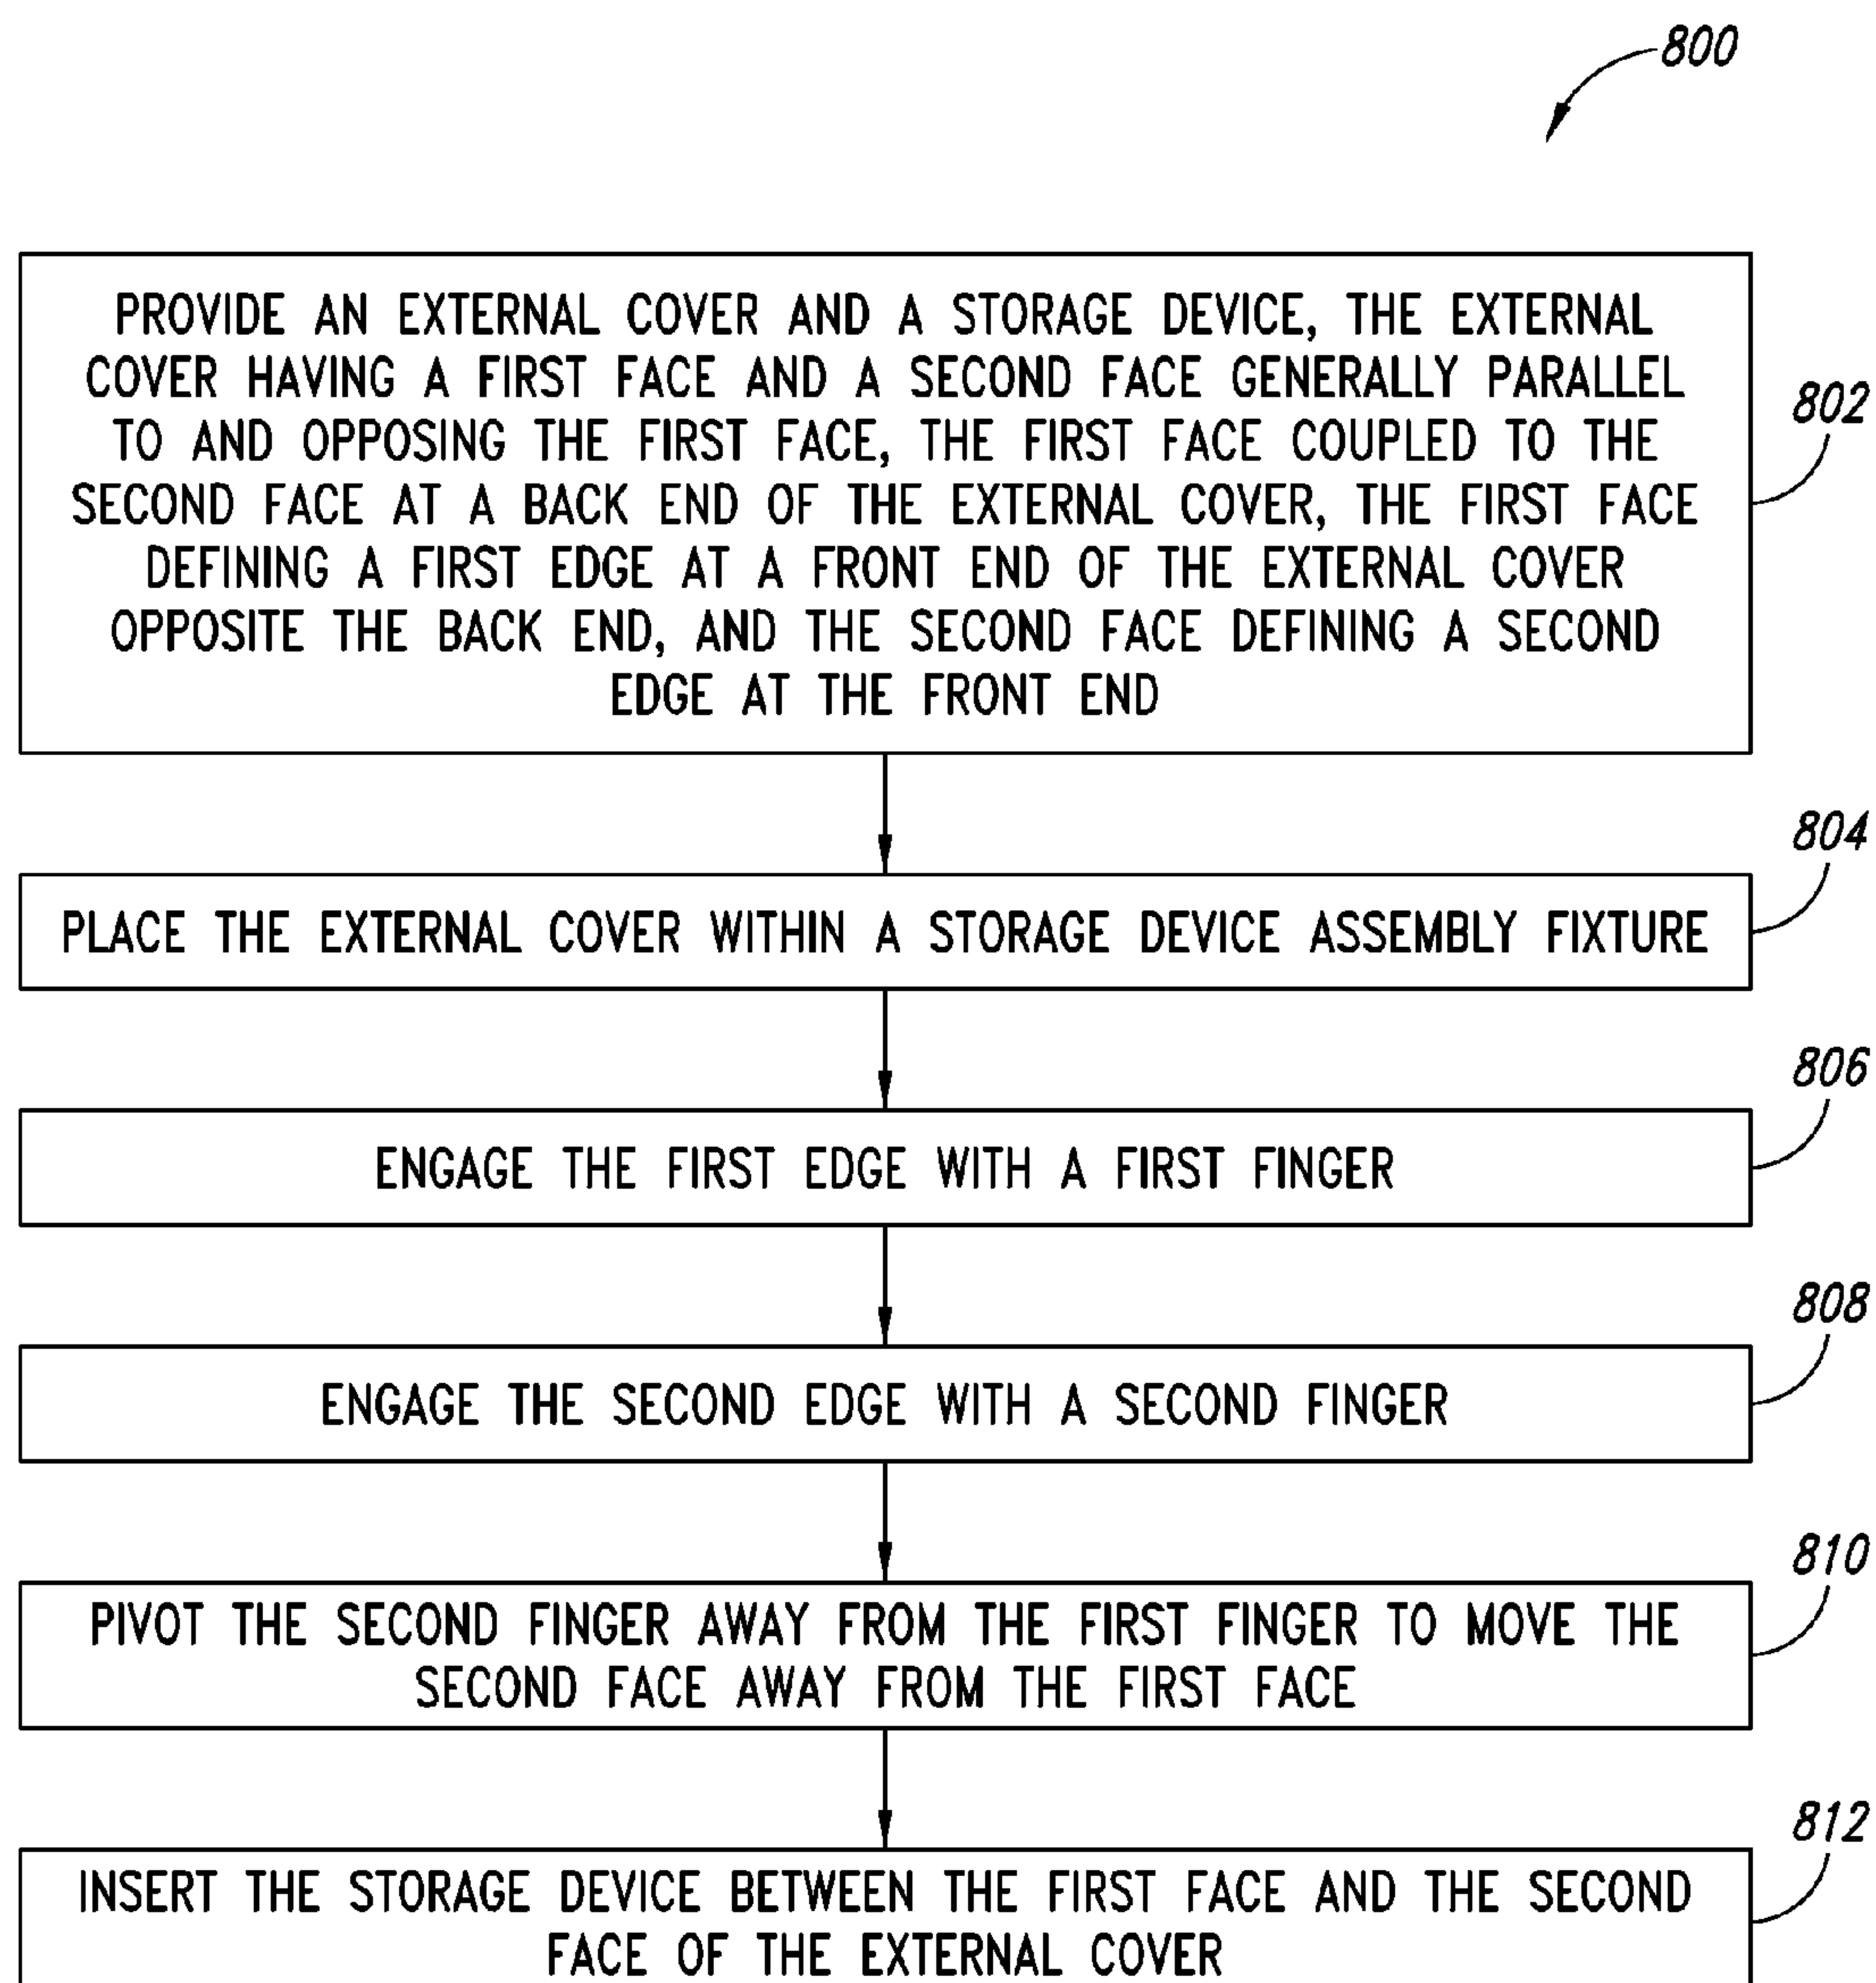 800
PROVIDE AN EXTERNAL COVER AND A STORAGE DEVICE, THE EXTERNAL
COVER HAVING A FIRST FACE AND A SECOND FACE GENERALLY PARALLEL
TO AND OPPOSING THE FIRST FACE, THE FIRST FACE COUPLED TO THE
SECOND FACE AT A BACK END OF THE EXTERNAL COVER, THE FIRST FACE
DEFINING A FIRST EDGE AT A FRONT END OF THE EXTERNAL COVER
OPPOSITE THE BACK END, AND THE SECOND FACE DEFINING A SECOND
EDGE AT THE FRONT END
802
PLACE THE EXTERNAL COVER WITHIN A STORAGE DEVICE ASSEMBLY FIXTURE
804
ENGAGE THE FIRST EDGE WITH A FIRST FINGER
806
ENGAGE THE SECOND EDGE WITH A SECOND FINGER
808
PIVOT THE SECOND FINGER AWAY FROM THE FIRST FINGER TO MOVE THE
SECOND FACE AWAY FROM THE FIRST FACE
810
INSERT THE STORAGE DEVICE BETWEEN THE FIRST FACE AND THE SECOND
FACE OF THE EXTERNAL COVER
812